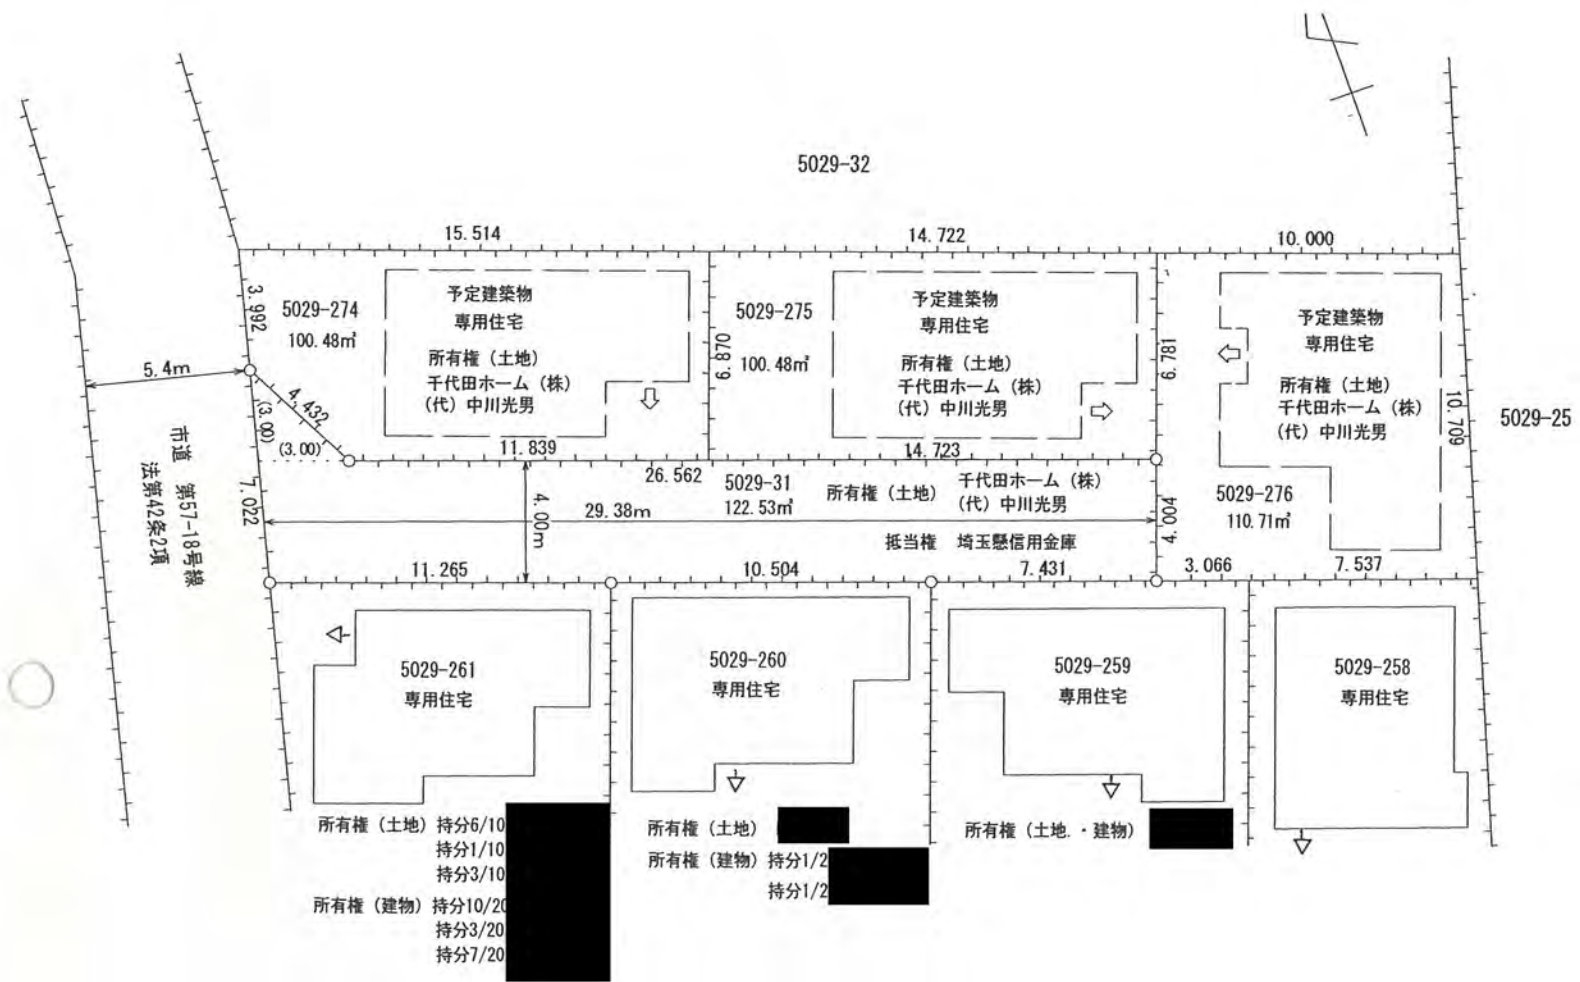 5029-32
15.514
14.722
10.000
3.992
5029-274
100.48㎡
予定建築物
専用住宅
所有権（土地）
千代田ホーム（株）
（代）中川光男
6.870
5029-275
100.48㎡
予定建築物
専用住宅
所有権（土地）
千代田ホーム（株）
（代）中川光男
6.781
予定建築物
専用住宅
所有権（土地）
千代田ホーム（株）
（代）中川光男
10.709
5029-25
5.4m
4.432
(3.00)
(3.00)
11.839
14.723
26.562
5029-31
122.53㎡
所有権（土地）
千代田ホーム（株）
（代）中川光男
5029-276
110.71㎡
市道 第57-18号線
法第42条2項
7.022
4.00m
29.38m
4.004
抵当権 埼玉懸信用金庫
11.265
10.504
7.431
3.066
7.537
5029-261
専用住宅
5029-260
専用住宅
5029-259
専用住宅
5029-258
専用住宅
所有権（土地）持分6/10
持分1/10
持分3/10
所有権（建物）持分10/20
持分3/20
持分7/20
所有権（土地）
所有権（建物）持分1/2
持分1/2
所有権（土地．・建物）